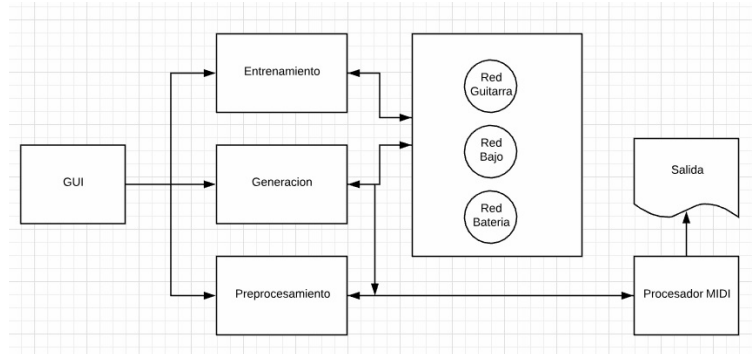 Entrenamiento
Red
Guitarra
GUI
Generacion
Red
Bajo
Salida
Red
Bateria
Preprocesamiento
Procesador MIDI